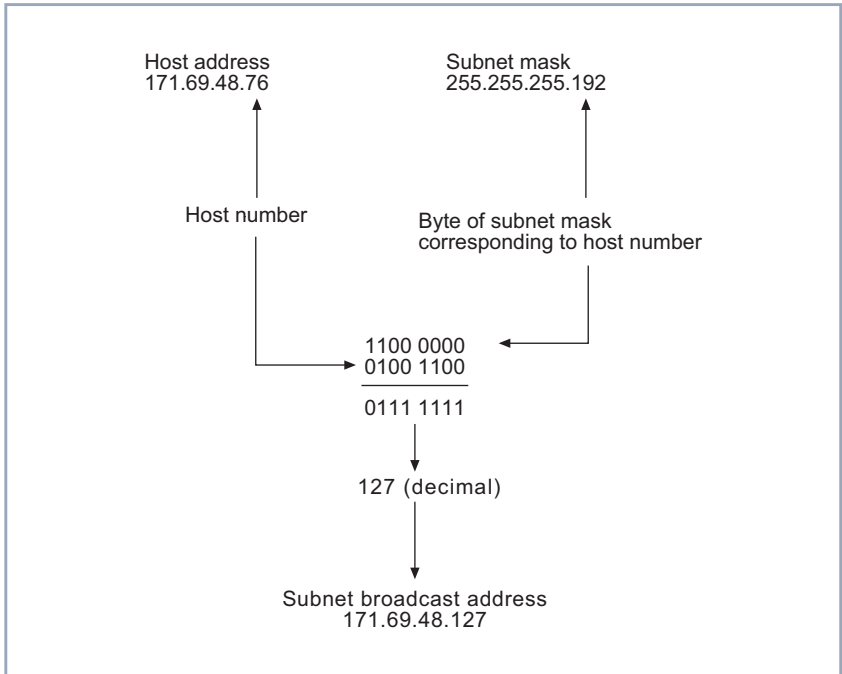 Host address
171.69.48.76
Subnet mask
255.255.255.192
Host number
Byte of subnet mask
corresponding to host number
1100 0000
0100 1100
0111 1111
127 (decimal)
Subnet broadcast address
171.69.48.127